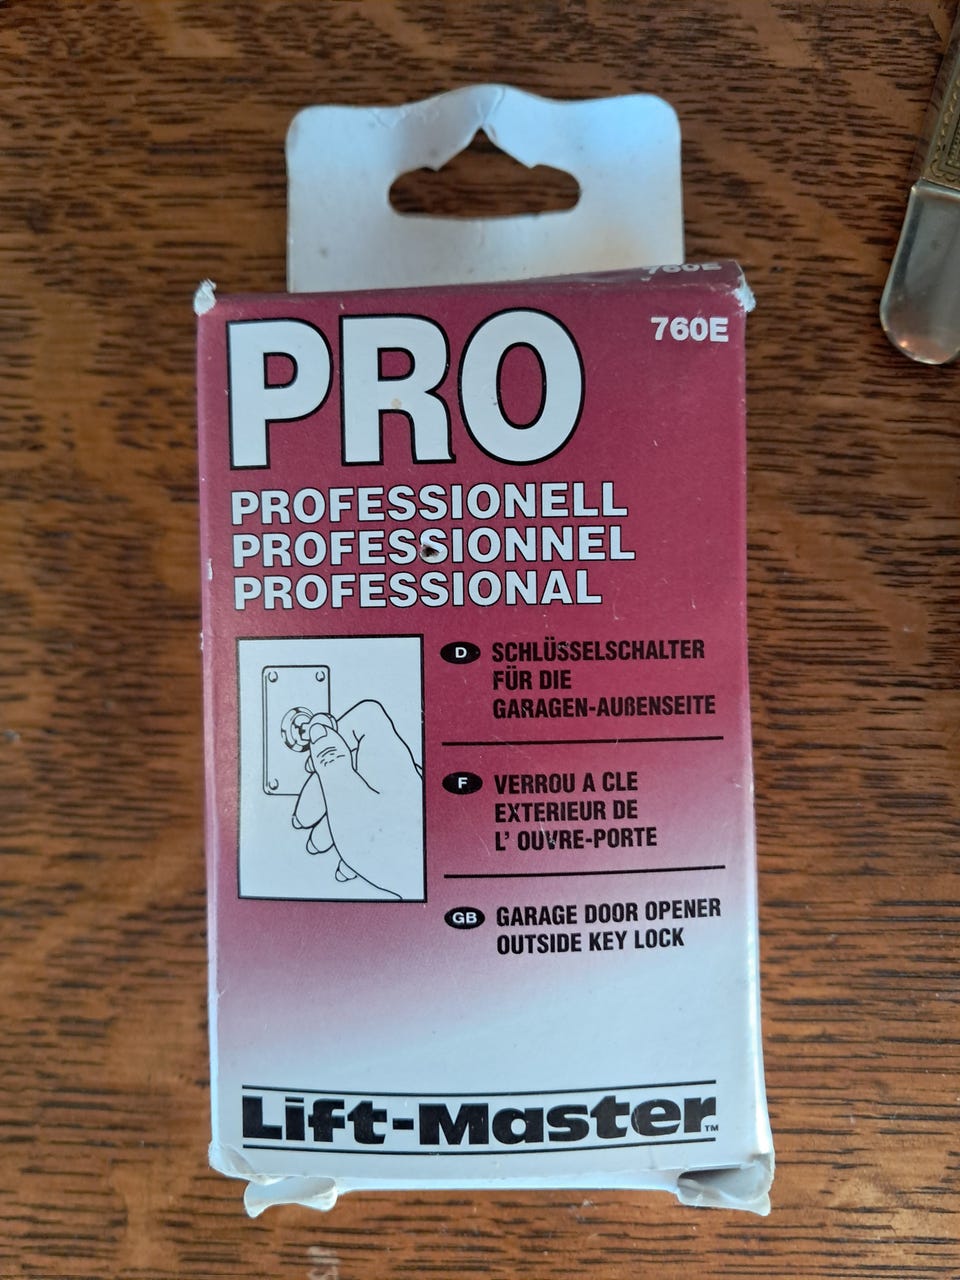 760E
PRO
760E
PROFESSIONELL
PROFESSIONNEL
PROFESSIONAL
D SCHLÜSSELSCHALTER
FÜR DIE
GARAGEN-AUßENSEITE
F VERROU A CLE
EXTERIEUR DE
L' OUVRE-PORTE
GB GARAGE DOOR OPENER
OUTSIDE KEY LOCK
Lift-Master™